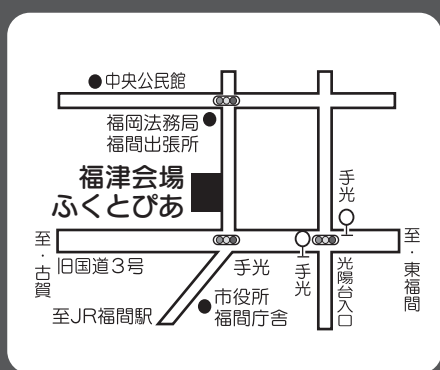 中央公民館
福岡法務局
福間出張所
福津会場
ふくとぴあ
手光
至・古賀
旧国道3号
手光
手光
光陽台入口
至・東福間
市役所
福間庁舎
至JR福間駅